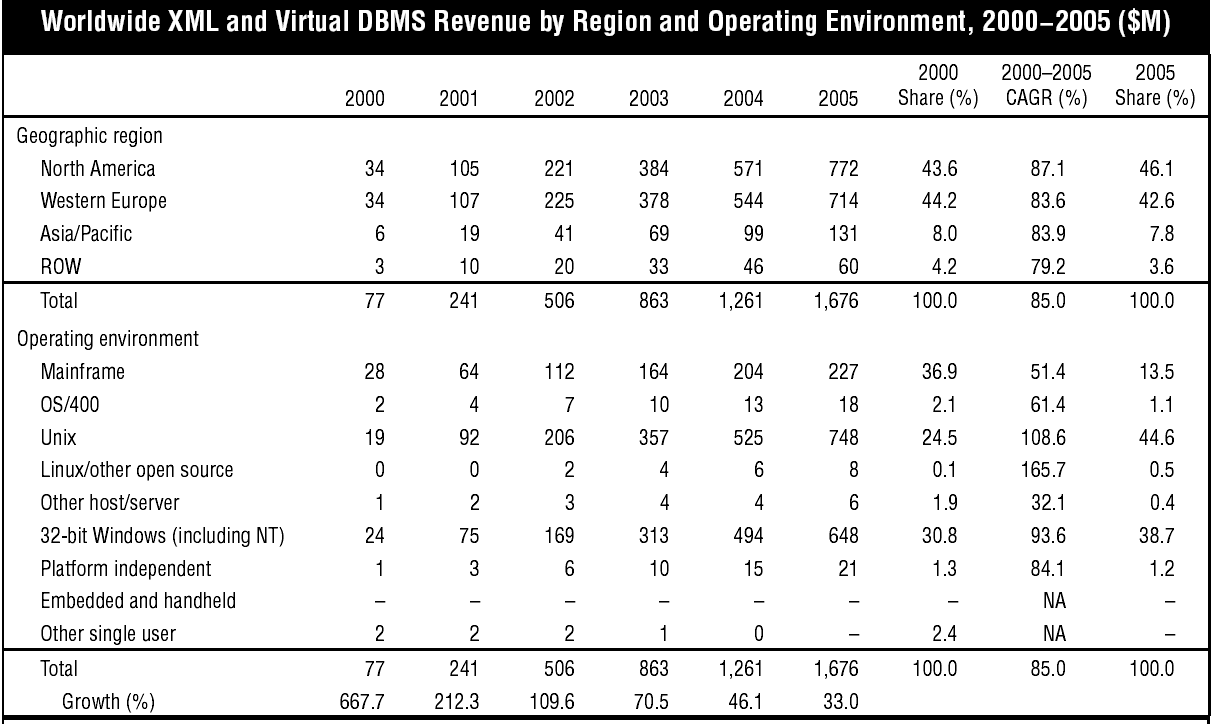 Worldwide XML and Virtual DBMS Revenue by Region and Operating Environment, 2000–2005 ($M)
2000 2000–2005 2005
2000 2001 2002 2003 2004 2005 Share (%) CAGR (%) Share (%)
Geographic region
North America 34 105 221 384 571 772 43.6 87.1 46.1
Western Europe 34 107 225 378 544 714 44.2 83.6 42.6
Asia/Pacific 6 19 41 69 99 131 8.0 83.9 7.8
ROW 3 10 20 33 46 60 4.2 79.2 3.6
Total 77 241 506 863 1,261 1,676 100.0 85.0 100.0
Operating environment
Mainframe 28 64 112 164 204 227 36.9 51.4 13.5
OS/400 2 4 7 10 13 18 2.1 61.4 1.1
Unix 19 92 206 357 525 748 24.5 108.6 44.6
Linux/other open source 0 0 2 4 6 8 0.1 165.7 0.5
Other host/server 1 2 3 4 4 6 1.9 32.1 0.4
32-bit Windows (including NT) 24 75 169 313 494 648 30.8 93.6 38.7
Platform independent 1 3 6 10 15 21 1.3 84.1 1.2
Embedded and handheld – – – – – – – NA –
Other single user 2 2 2 1 0 – 2.4 NA –
Total 77 241 506 863 1,261 1,676 100.0 85.0 100.0
Growth (%) 667.7 212.3 109.6 70.5 46.1 33.0